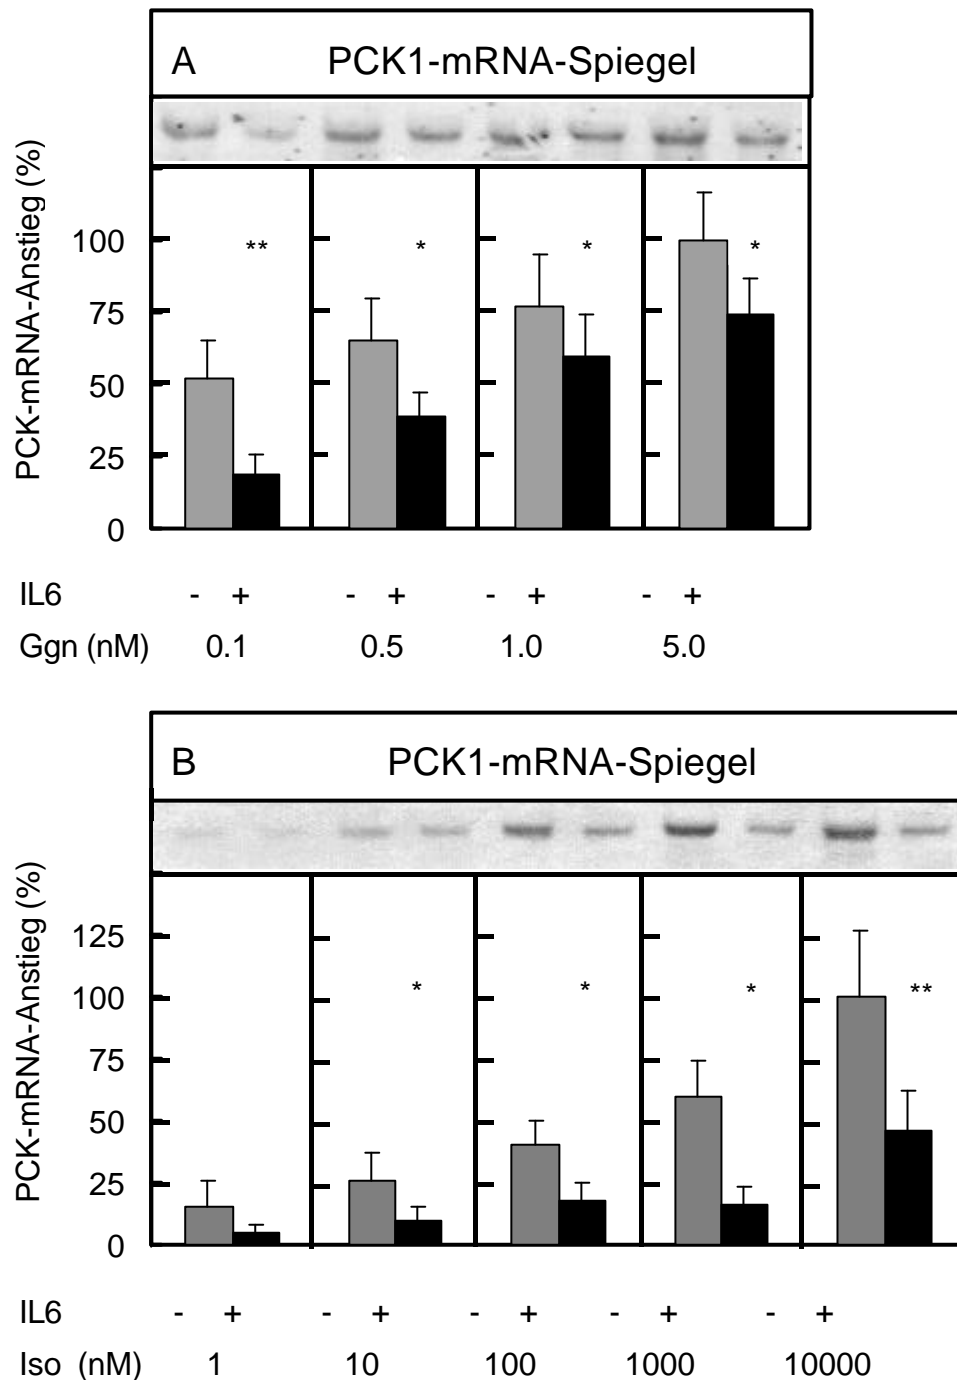 A PCK1-mRNA-Spiegel
PCK-mRNA-Anstieg (%)
100
75
50
25
0
** * * *
IL6 - + - + - + - +
Ggn (nM) 0.1 0.5 1.0 5.0
B PCK1-mRNA-Spiegel
PCK-mRNA-Anstieg (%)
125
100
75
50
25
0
* * * **
IL6 - + - + - + - + - +
Iso (nM) 1 10 100 1000 10000